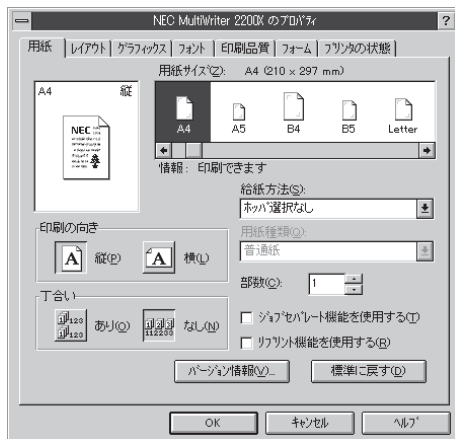 NEC MultiWriter 2200X のプロパティ
?
用紙 レイアウト グラフィックス フォント 印刷品質 フォーム プリンタの状態
用紙サイズ(Z): A4 (210 x 297 mm)
A4 縦
NEC
A4 A5 B4 B5 Letter
情報: 印刷できます
給紙方法(S):
ホッパ選択なし
用紙種類(O):
普通紙
印刷の向き
A 縦(P) A 横(L)
部数(C): 1
丁合い
120 120 あり(O) 112200 なし(N)
ジョブセパレート機能を使用する(T)
リプリント機能を使用する(R)
バージョン情報(V)... 標準に戻す(D)
OK キャンセル ヘルプ